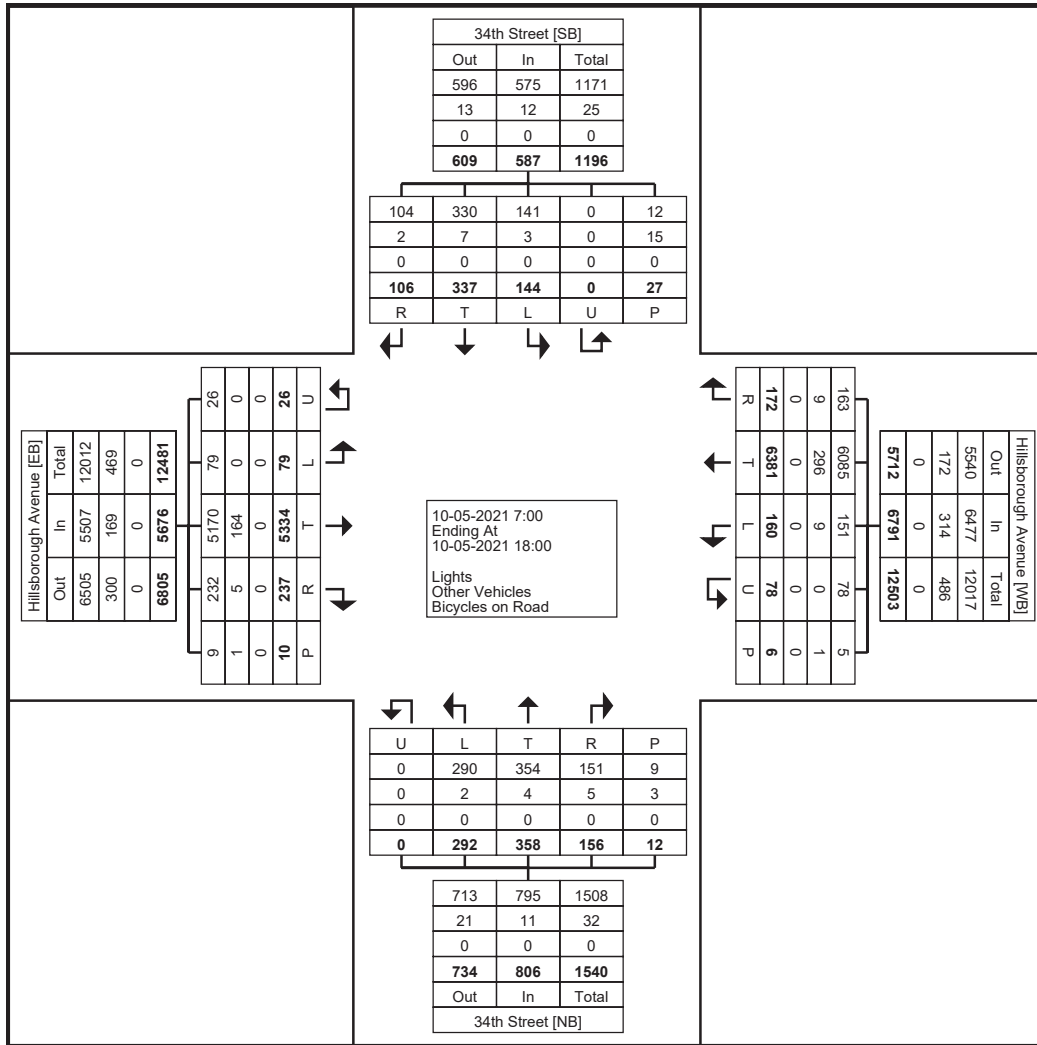 34th Street [SB]
Out In Total
596 575 1171
13 12 25
0 0 0
609 587 1196
104 330 141 0 12
2 7 3 0 15
0 0 0 0 0
106 337 144 0 27
R T L U P
Hillsborough Avenue [EB]
Total In Out
12012 5507 6505
469 169 300
0 0 0
12481 5676 6805
26 79 5170 232 9
0 0 164 5 1
0 0 0 0 0
26 79 5334 237 10
U L T R P
10-05-2021 7:00
Ending At
10-05-2021 18:00
Lights
Other Vehicles
Bicycles on Road
R T L U P
172 6381 160 78 6
0 0 0 0 0
9 296 9 0 1
163 6085 151 78 5
Hillsborough Avenue [WB]
Out In Total
5540 6477 12017
172 314 486
0 0 0
5712 6791 12503
U L T R P
0 290 354 151 9
0 2 4 5 3
0 0 0 0 0
0 292 358 156 12
713 795 1508
21 11 32
0 0 0
734 806 1540
Out In Total
34th Street [NB]